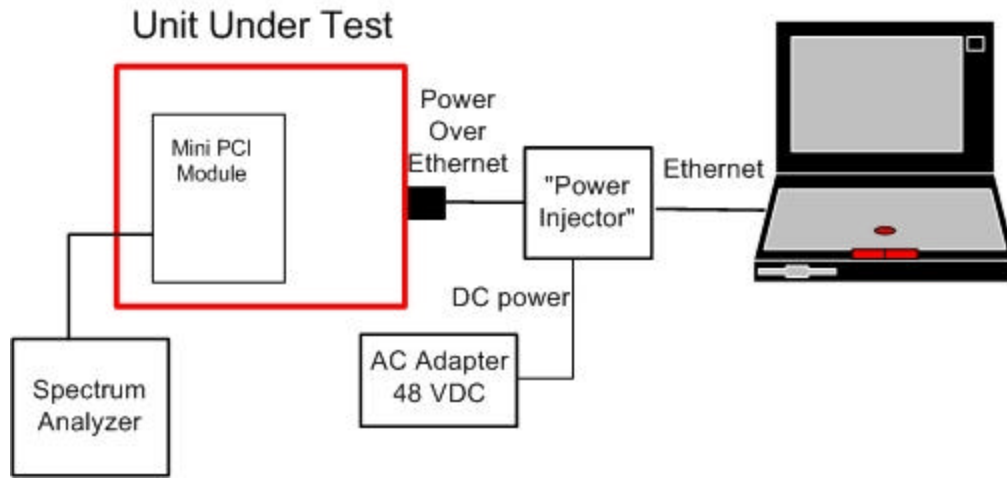 Unit Under Test
Mini PCI
Module
Power
Over
Ethernet
"Power
Injector"
Ethernet
DC power
AC Adapter
48 VDC
Spectrum
Analyzer